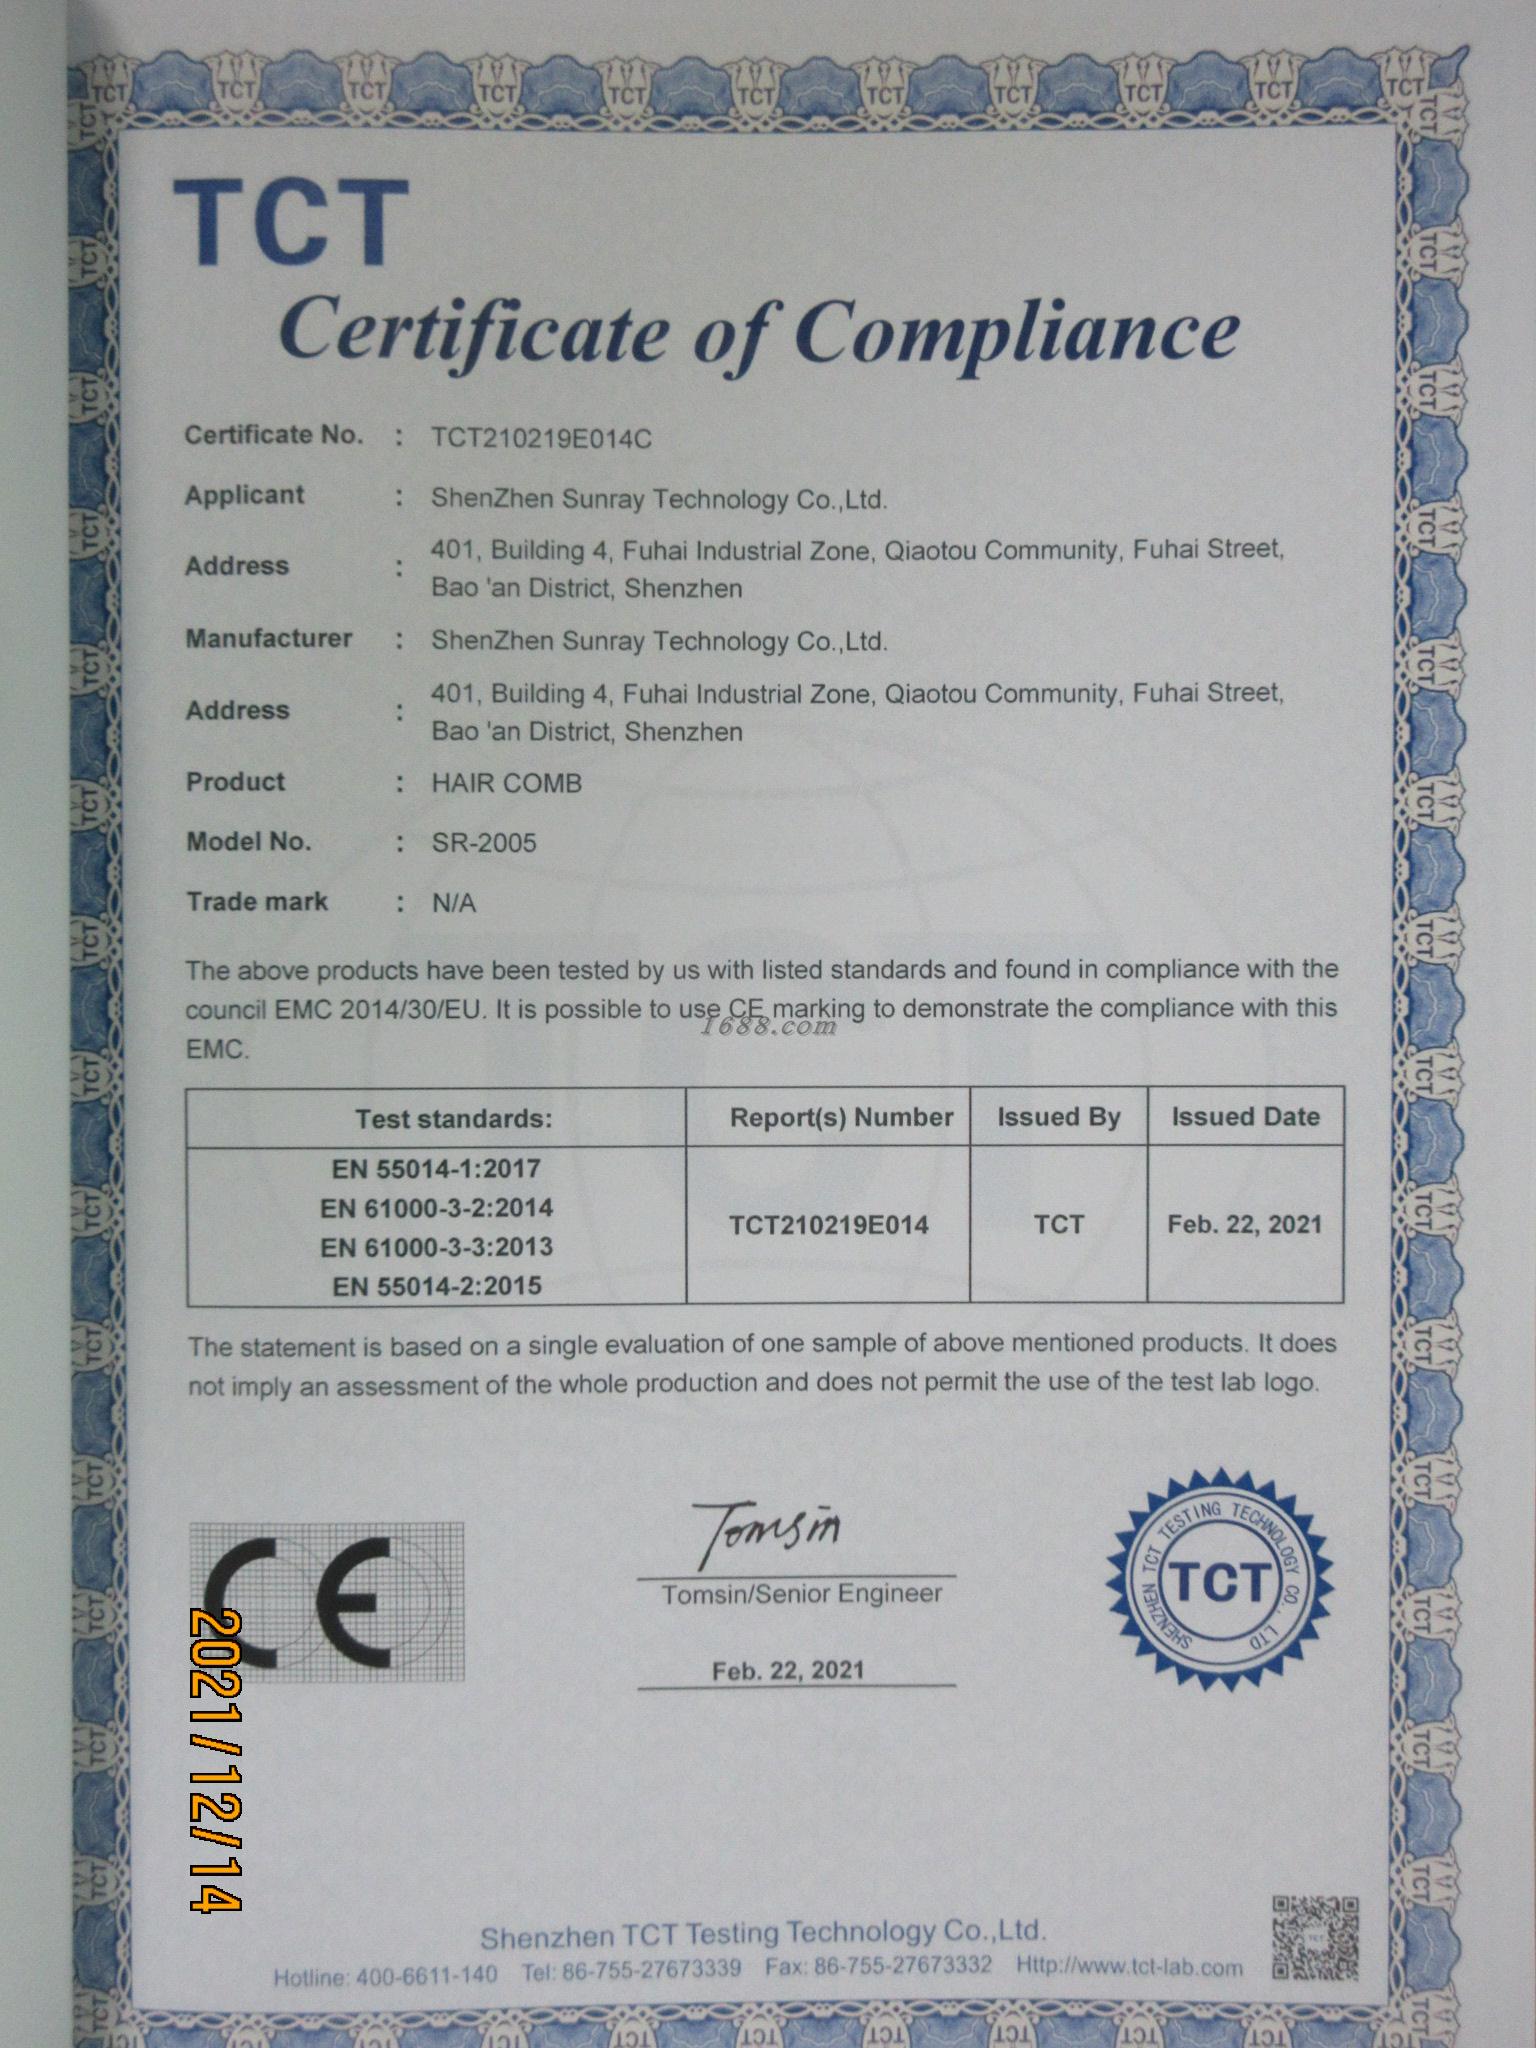 TCT
Certificate of Compliance
Certificate No. : TCT210219E014C
Applicant : ShenZhen Sunray Technology Co.,Ltd.
Address : 401, Building 4, Fuhai Industrial Zone, Qiaotou Community, Fuhai Street,
Bao 'an District, Shenzhen
Manufacturer : ShenZhen Sunray Technology Co.,Ltd.
Address : 401, Building 4, Fuhai Industrial Zone, Qiaotou Community, Fuhai Street,
Bao 'an District, Shenzhen
Product : HAIR COMB
Model No. : SR-2005
Trade mark : N/A
The above products have been tested by us with listed standards and found in compliance with the
council EMC 2014/30/EU. It is possible to use CE marking to demonstrate the compliance with this
1688.com
EMC.
Test standards: Report(s) Number Issued By Issued Date
EN 55014-1:2017
EN 61000-3-2:2014
EN 61000-3-3:2013
EN 55014-2:2015
TCT210219E014 TCT Feb. 22, 2021
The statement is based on a single evaluation of one sample of above mentioned products. It does
not imply an assessment of the whole production and does not permit the use of the test lab logo.
CE
Tomsin
Tomsin/Senior Engineer
Feb. 22, 2021
SHENZHEN TCT TESTING TECHNOLOGY CO., LTD
TCT
2021/12/14
Shenzhen TCT Testing Technology Co.,Ltd.
Hotline: 400-6611-140 Tel: 86-755-27673339 Fax: 86-755-27673332 Http://www.tct-lab.com